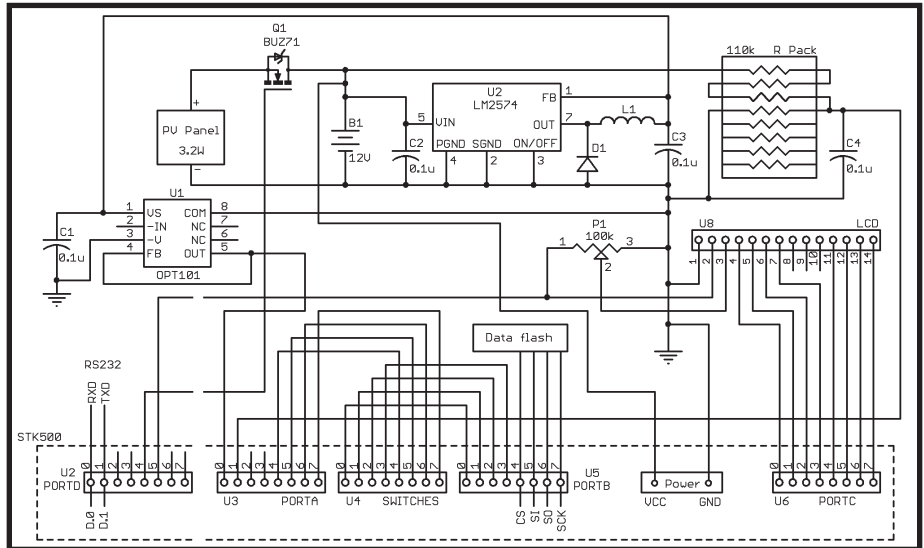 Q1
BUZ71
110k R Pack
U2
LM2574
FB 1
5 VIN
OUT 7
L1
PGND SGND ON/OFF
4 2 3
+
PV Panel
3.2W
-
B1
12V
C2
0.1u
D1
C3
0.1u
C4
0.1u
U1
1 VS COM 8
2 -IN NC 7
3 -V NC 6
4 FB OUT 5
OPT101
C1
0.1u
P1
100k
1 3
2
U8 LCD
1 2 3 4 5 6 7 8 9 10 11 12 13 14
Data flash
RS232
RXD
TXD
STK500
0 1 2 3 4 5 6 7
U2
PORTD
D.0
D.1
0 1 2 3 4 5 6 7
U3 PORTA
0 1 2 3 4 5 6 7
U4 SWITCHES
0 1 2 3 4 5 6 7
U5
PORTB
CS
SI
SO
SCK
Power
VCC GND
0 1 2 3 4 5 6 7
U6 PORTC